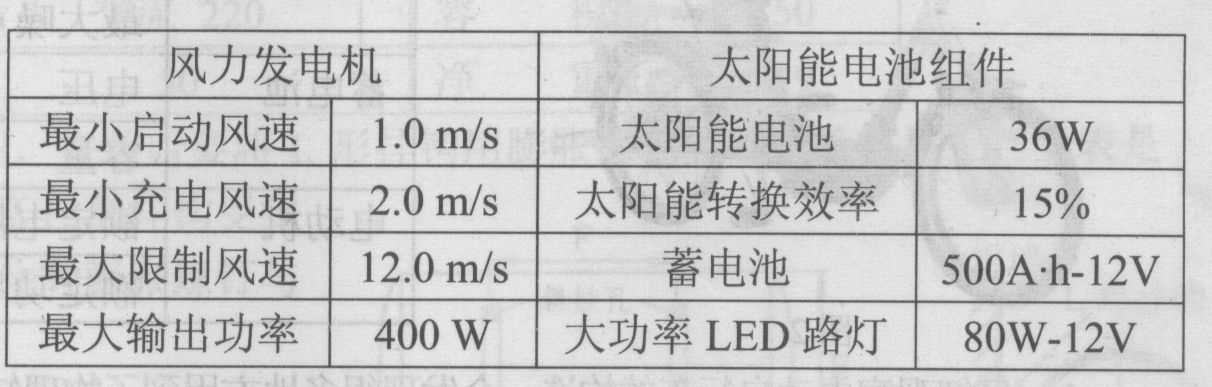 风力发电机 太阳能电池组件
最小启动风速 1.0 m/s 太阳能电池 36W
最小充电风速 2.0 m/s 太阳能转换效率 15%
最大限制风速 12.0 m/s 蓄电池 500A·h-12V
最大输出功率 400 W 大功率 LED 路灯 80W-12V